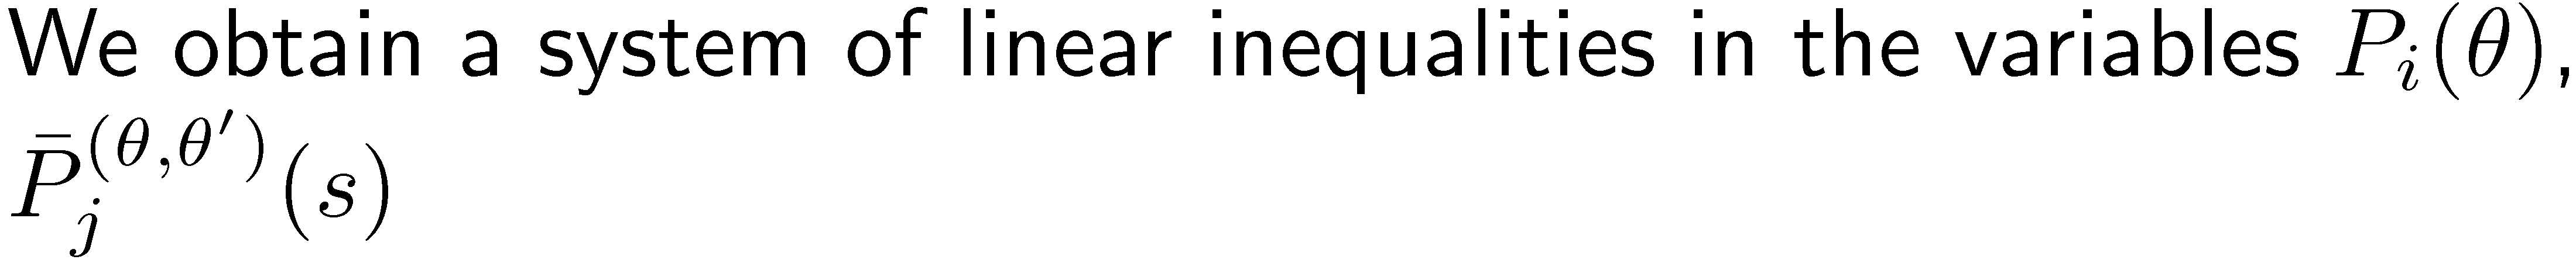 We obtain a system of linear inequalities in the variables $P_i(\theta)$,
$\bar{P}_j^{(\theta,\theta')}(s)$